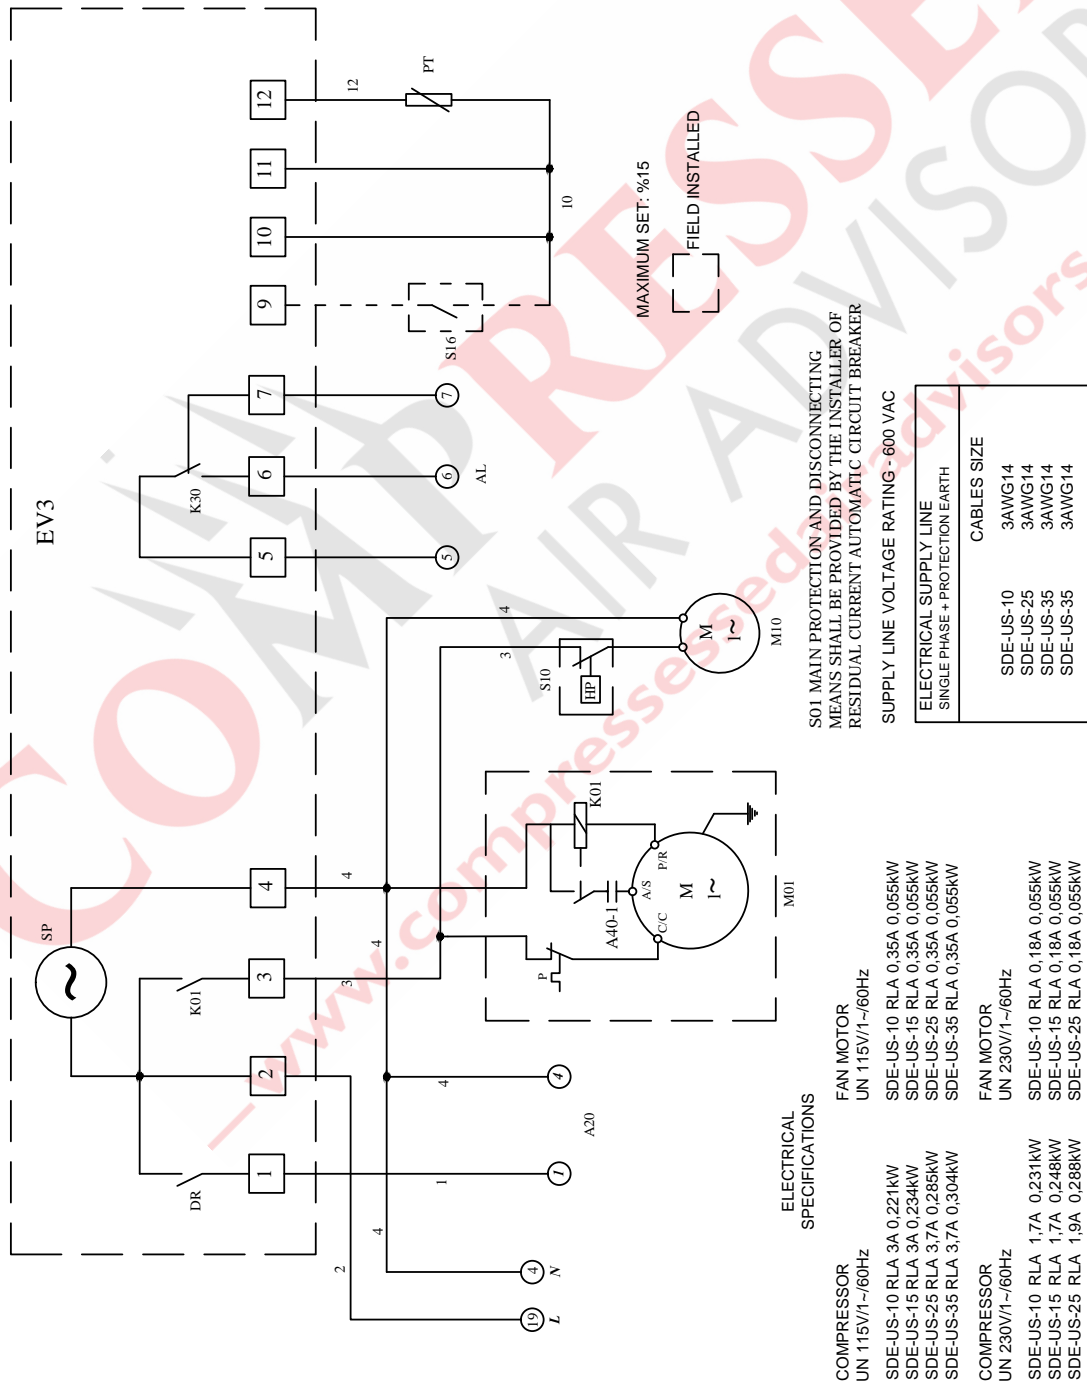 EV3
SP
K30
K01
DR
1
2
3
4
5
6
7
9
10
11
12
12
PT
10
S16
5
6
7
AL
4
4
3
2
4
4
1
3
4
S10
HP
M
1~
M10
K01
P
A40-1
A/S
P/R
C/C
M
1~
M01
19
L
4
N
1
4
A20
MAXIMUM SET: %15
FIELD INSTALLED
S01 MAIN PROTECTION AND DISCONNECTING
MEANS SHALL BE PROVIDED BY THE INSTALLER OF
RESIDUAL CURRENT AUTOMATIC CIRCUIT BREAKER
SUPPLY LINE VOLTAGE RATING - 600 VAC
ELECTRICAL SUPPLY LINE
SINGLE PHASE + PROTECTION EARTH
CABLES SIZE
SDE-US-10 3AWG14
SDE-US-25 3AWG14
SDE-US-35 3AWG14
SDE-US-35 3AWG14
ELECTRICAL
SPECIFICATIONS
COMPRESSOR
UN 115V/1~/60Hz
SDE-US-10 RLA 3A 0,221kW
SDE-US-15 RLA 3A 0,234kW
SDE-US-25 RLA 3,7A 0,285kW
SDE-US-35 RLA 3,7A 0,304kW
COMPRESSOR
UN 230V/1~/60Hz
SDE-US-10 RLA 1,7A 0,231kW
SDE-US-15 RLA 1,7A 0,248kW
SDE-US-25 RLA 1,9A 0,288kW
FAN MOTOR
UN 115V/1~/60Hz
SDE-US-10 RLA 0,35A 0,055kW
SDE-US-15 RLA 0,35A 0,055kW
SDE-US-25 RLA 0,35A 0,055kW
SDE-US-35 RLA 0,35A 0,055kW
FAN MOTOR
UN 230V/1~/60Hz
SDE-US-10 RLA 0,18A 0,055kW
SDE-US-15 RLA 0,18A 0,055kW
SDE-US-25 RLA 0,18A 0,055kW
COMPRESSE
AIR ADVISOR
www.compressedairadvisors